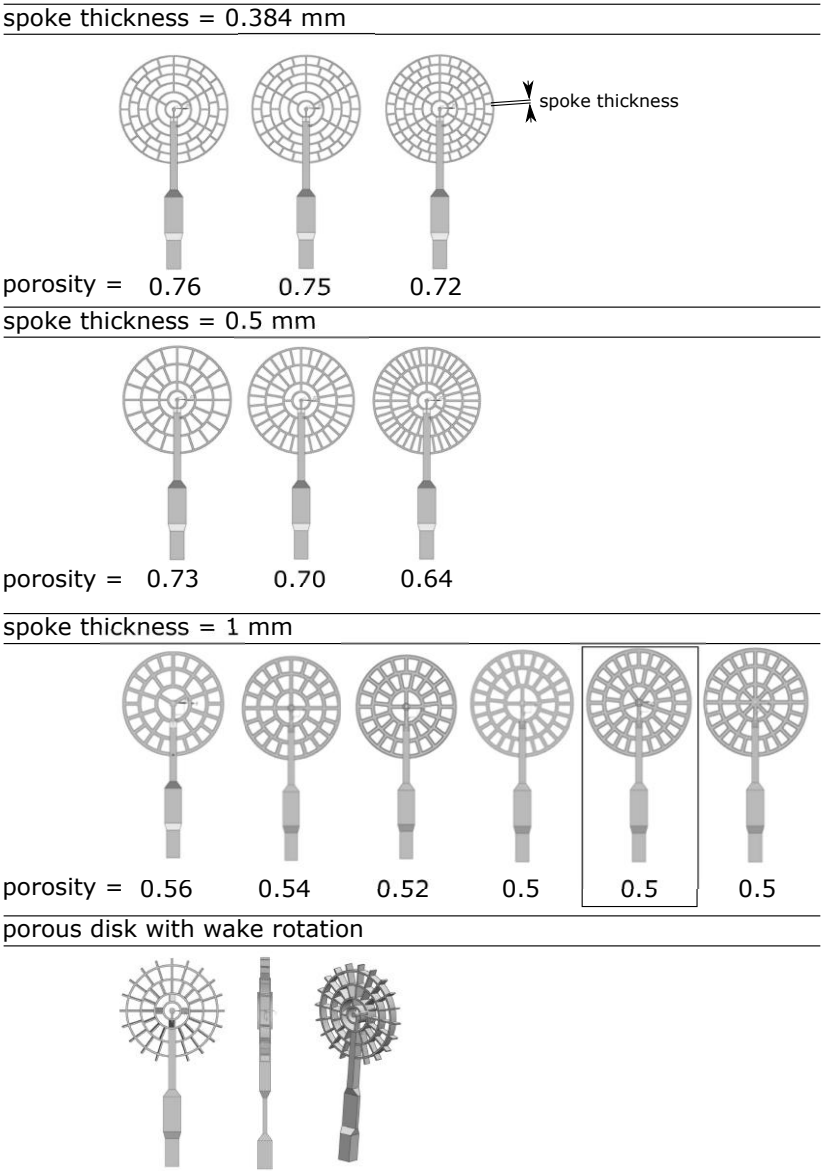 spoke thickness = 0.384 mm
spoke thickness
porosity = 0.76 0.75 0.72
spoke thickness = 0.5 mm
porosity = 0.73 0.70 0.64
spoke thickness = 1 mm
porosity = 0.56 0.54 0.52 0.5 0.5 0.5
porous disk with wake rotation